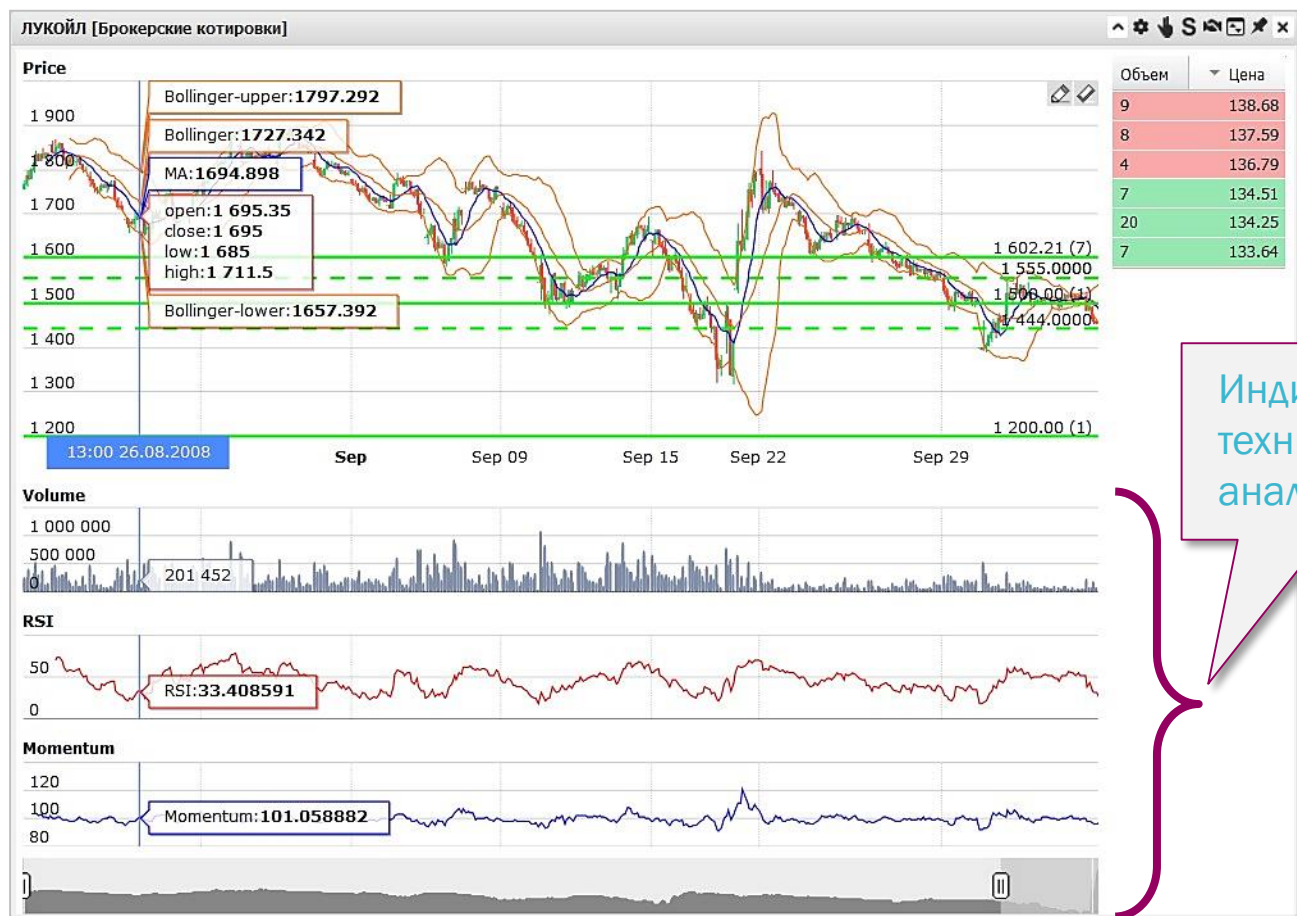 ЛУКОЙЛ [Брокерские котировки]
S
Price
1 900
1 800
1 700
1 600
1 500
1 400
1 300
1 200
Bollinger-upper:1797.292
Bollinger:1727.342
MA:1694.898
open:1 695.35
close:1 695
low:1 685
high:1 711.5
Bollinger-lower:1657.392
1 602.21 (7)
1 555.0000
1 508.00 (1)
1 444.0000
1 200.00 (1)
13:00 26.08.2008
Sep
Sep 09
Sep 15
Sep 22
Sep 29
Объем Цена
9 138.68
8 137.59
4 136.79
7 134.51
20 134.25
7 133.64
Volume
1 000 000
500 000
0
201 452
RSI
50
0
RSI:33.408591
Momentum
120
100
80
Momentum:101.058882